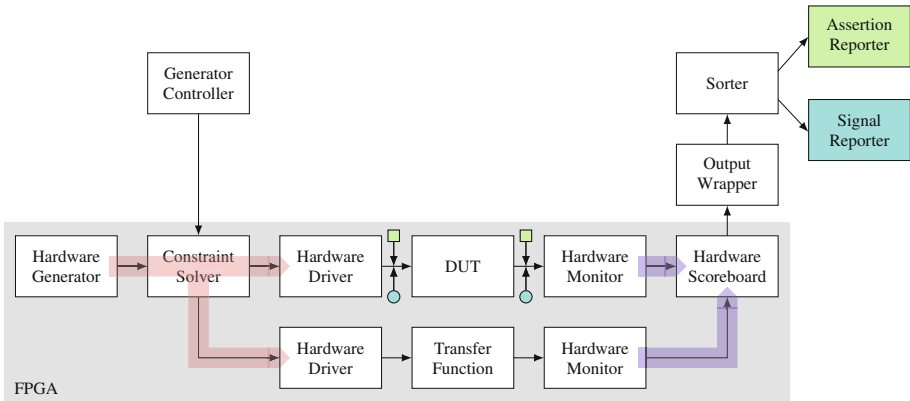 Assertion
Reporter
Generator
Controller
Sorter
Signal
Reporter
Output
Wrapper
Hardware
Generator
Constraint
Solver
Hardware
Driver
DUT
Hardware
Monitor
Hardware
Scoreboard
Hardware
Driver
Transfer
Function
Hardware
Monitor
FPGA